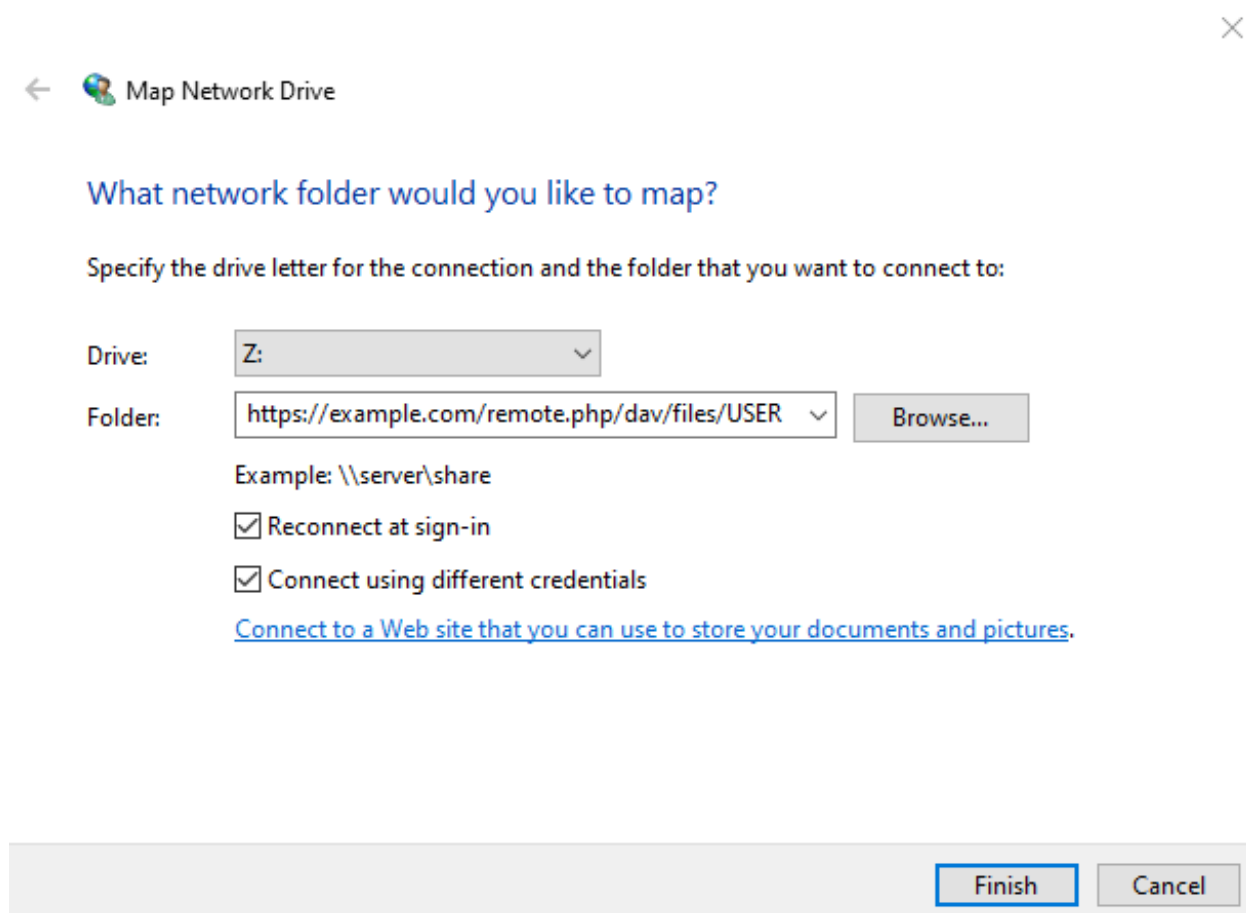 Map Network Drive
What network folder would you like to map?
Specify the drive letter for the connection and the folder that you want to connect to:
Drive: Z:
Folder: https://example.com/remote.php/dav/files/USER Browse...
Example: \\server\share
Reconnect at sign-in
Connect using different credentials
Connect to a Web site that you can use to store your documents and pictures.
Finish Cancel